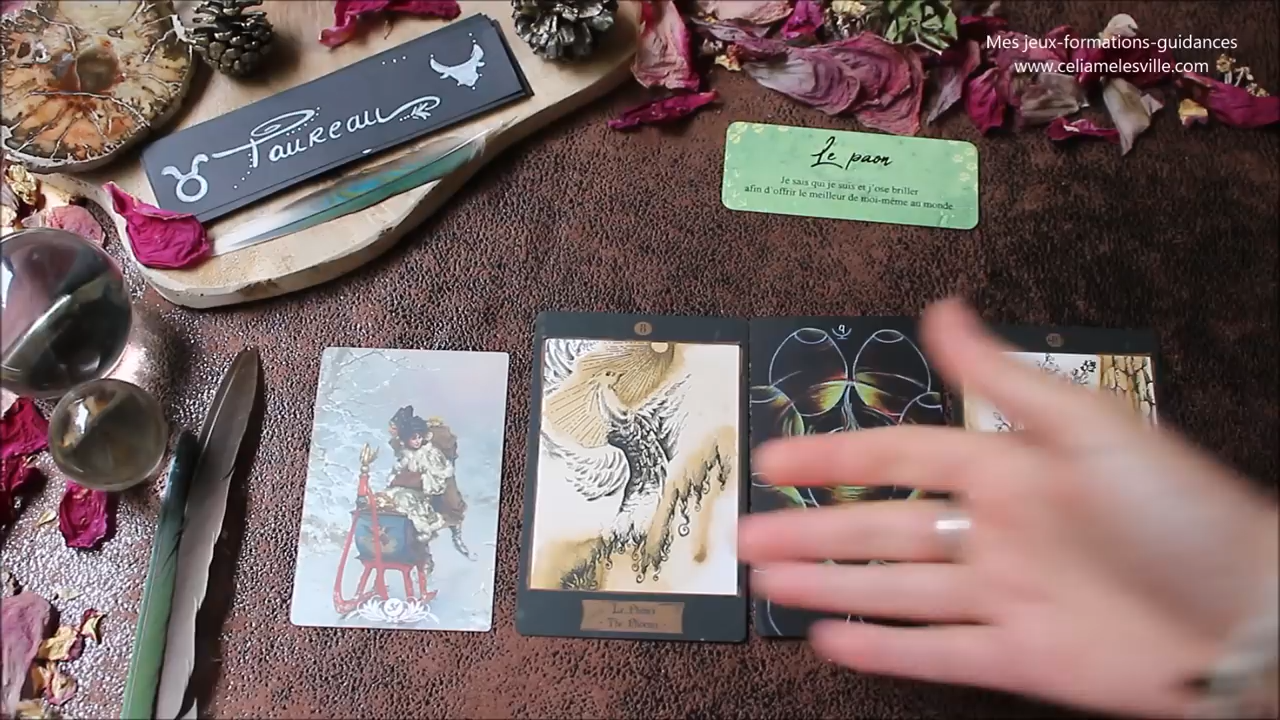 Mes jeux-formations-guidances
www.celiamelesville.com
Taureau
Le paon
Je sais qui je suis et j'ose briller
afin d'offrir le meilleur de moi-même au monde
9
Le Phénix
- The Phoenix -